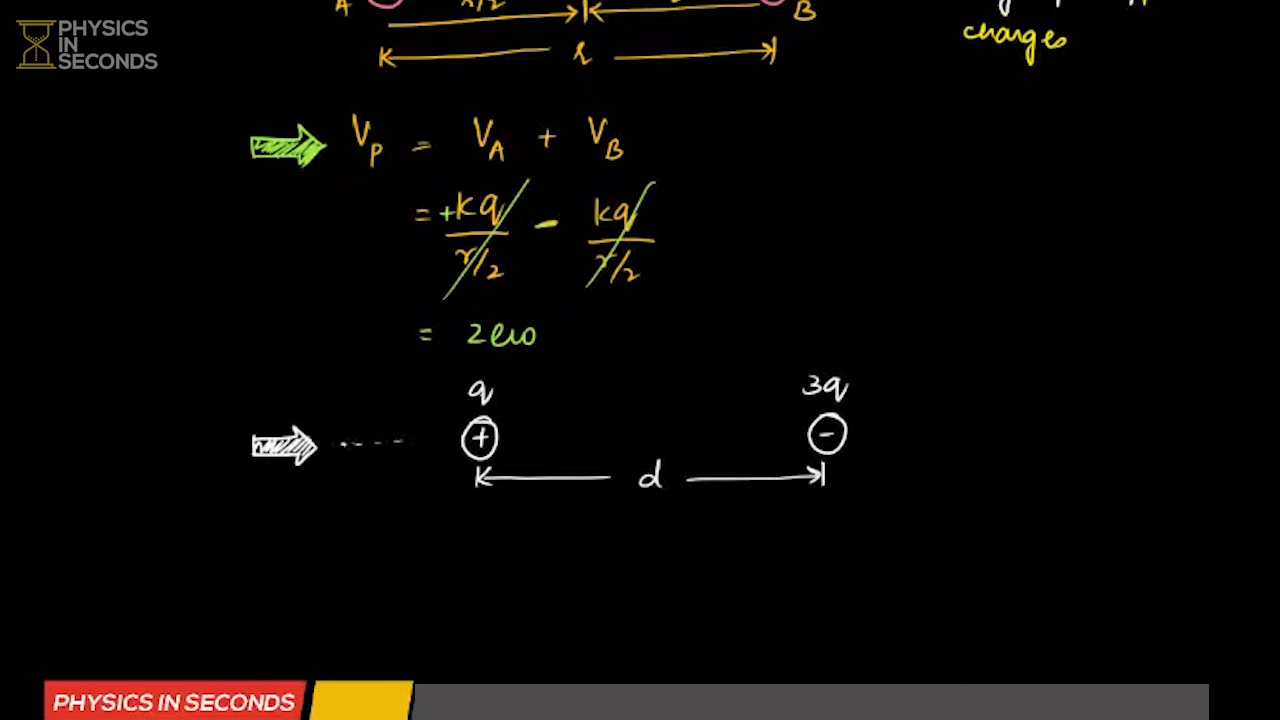 PHYSICS
IN
SECONDS
A
B
r
charges
V_P = V_A + V_B
= +kq/(r/2) - kq/(r/2)
= zero
q 3q
+ -
d
PHYSICS IN SECONDS